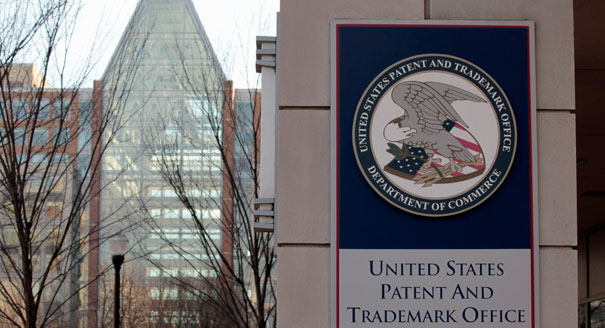 UNITED STATES PATENT AND TRADEMARK OFFICE
DEPARTMENT OF COMMERCE
UNITED STATES
PATENT AND
TRADEMARK OFFICE